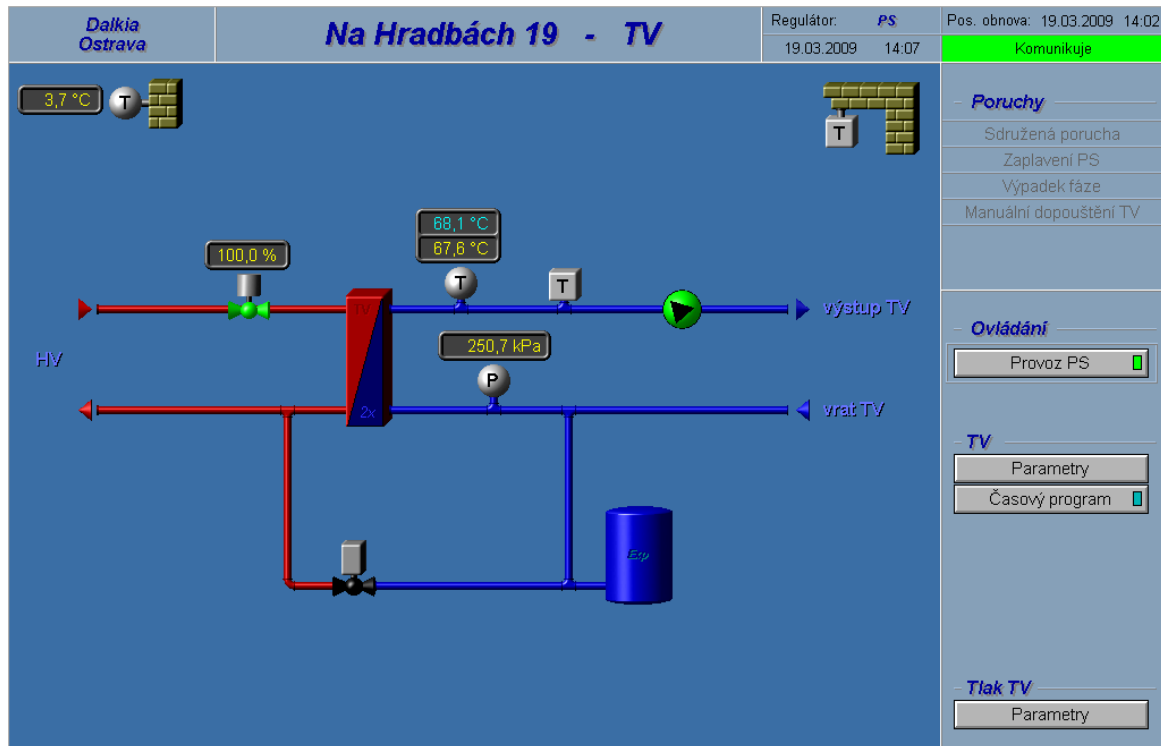 Dalkia
Ostrava
Na Hradbách 19 - TV
Regulátor: PS
19.03.2009 14:07
Pos. obnova: 19.03.2009 14:02
Komunikuje
3,7 °C
T
T
Poruchy
Sdružená porucha
Zaplavení PS
Výpadek fáze
Manuální dopouštění TV
68,1 °C
67,6 °C
100,0 %
T
T
TV
výstup TV
HV
250,7 kPa
P
2x
vrat TV
Exp
Ovládání
Provoz PS
TV
Parametry
Časový program
Tlak TV
Parametry